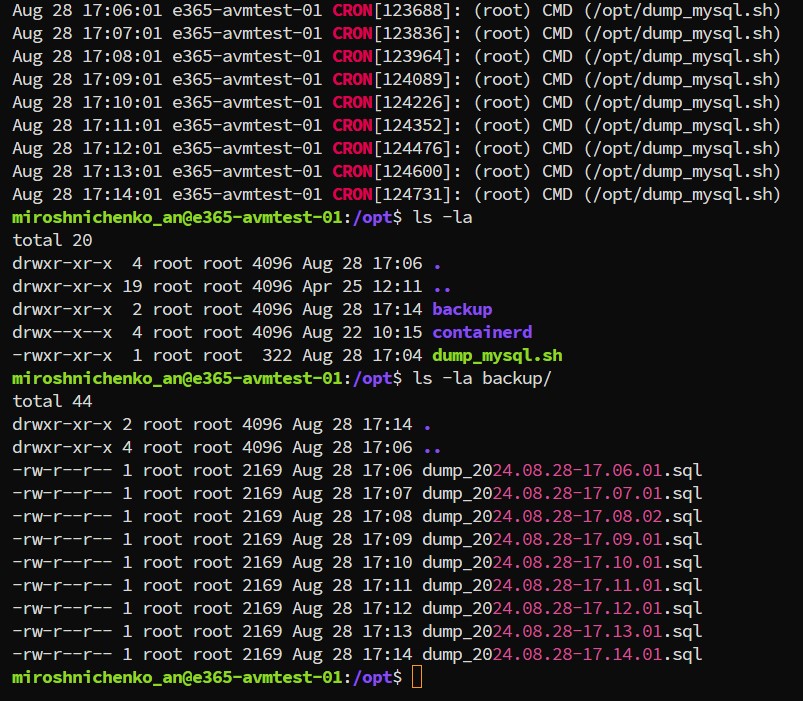 Aug 28 17:06:01 e365-avmtest-01 CRON[123688]: (root) CMD (/opt/dump_mysql.sh)
Aug 28 17:07:01 e365-avmtest-01 CRON[123836]: (root) CMD (/opt/dump_mysql.sh)
Aug 28 17:08:01 e365-avmtest-01 CRON[123964]: (root) CMD (/opt/dump_mysql.sh)
Aug 28 17:09:01 e365-avmtest-01 CRON[124089]: (root) CMD (/opt/dump_mysql.sh)
Aug 28 17:10:01 e365-avmtest-01 CRON[124226]: (root) CMD (/opt/dump_mysql.sh)
Aug 28 17:11:01 e365-avmtest-01 CRON[124352]: (root) CMD (/opt/dump_mysql.sh)
Aug 28 17:12:01 e365-avmtest-01 CRON[124476]: (root) CMD (/opt/dump_mysql.sh)
Aug 28 17:13:01 e365-avmtest-01 CRON[124600]: (root) CMD (/opt/dump_mysql.sh)
Aug 28 17:14:01 e365-avmtest-01 CRON[124731]: (root) CMD (/opt/dump_mysql.sh)
miroshnichenko_an@e365-avmtest-01:/opt$ ls -la
total 20
drwxr-xr-x  4 root root 4096 Aug 28 17:06 .
drwxr-xr-x 19 root root 4096 Apr 25 12:11 ..
drwxr-xr-x  2 root root 4096 Aug 28 17:14 backup
drwx--x--x  4 root root 4096 Aug 22 10:15 containerd
-rwxr-xr-x  1 root root  322 Aug 28 17:04 dump_mysql.sh
miroshnichenko_an@e365-avmtest-01:/opt$ ls -la backup/
total 44
drwxr-xr-x 2 root root 4096 Aug 28 17:14 .
drwxr-xr-x 4 root root 4096 Aug 28 17:06 ..
-rw-r--r-- 1 root root 2169 Aug 28 17:06 dump_2024.08.28-17.06.01.sql
-rw-r--r-- 1 root root 2169 Aug 28 17:07 dump_2024.08.28-17.07.01.sql
-rw-r--r-- 1 root root 2169 Aug 28 17:08 dump_2024.08.28-17.08.02.sql
-rw-r--r-- 1 root root 2169 Aug 28 17:09 dump_2024.08.28-17.09.01.sql
-rw-r--r-- 1 root root 2169 Aug 28 17:10 dump_2024.08.28-17.10.01.sql
-rw-r--r-- 1 root root 2169 Aug 28 17:11 dump_2024.08.28-17.11.01.sql
-rw-r--r-- 1 root root 2169 Aug 28 17:12 dump_2024.08.28-17.12.01.sql
-rw-r--r-- 1 root root 2169 Aug 28 17:13 dump_2024.08.28-17.13.01.sql
-rw-r--r-- 1 root root 2169 Aug 28 17:14 dump_2024.08.28-17.14.01.sql
miroshnichenko_an@e365-avmtest-01:/opt$